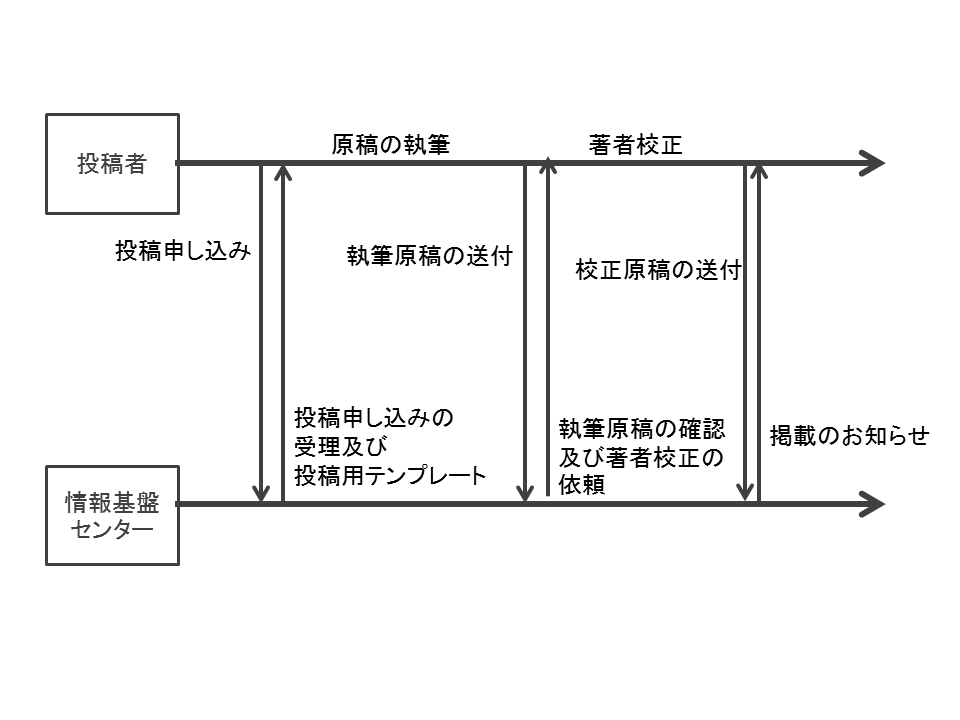 原稿の執筆
著者校正
投稿者
投稿申し込み
執筆原稿の送付
校正原稿の送付
投稿申し込みの
受理及び
投稿用テンプレート
執筆原稿の確認
及び著者校正の
依頼
掲載のお知らせ
情報基盤
センター